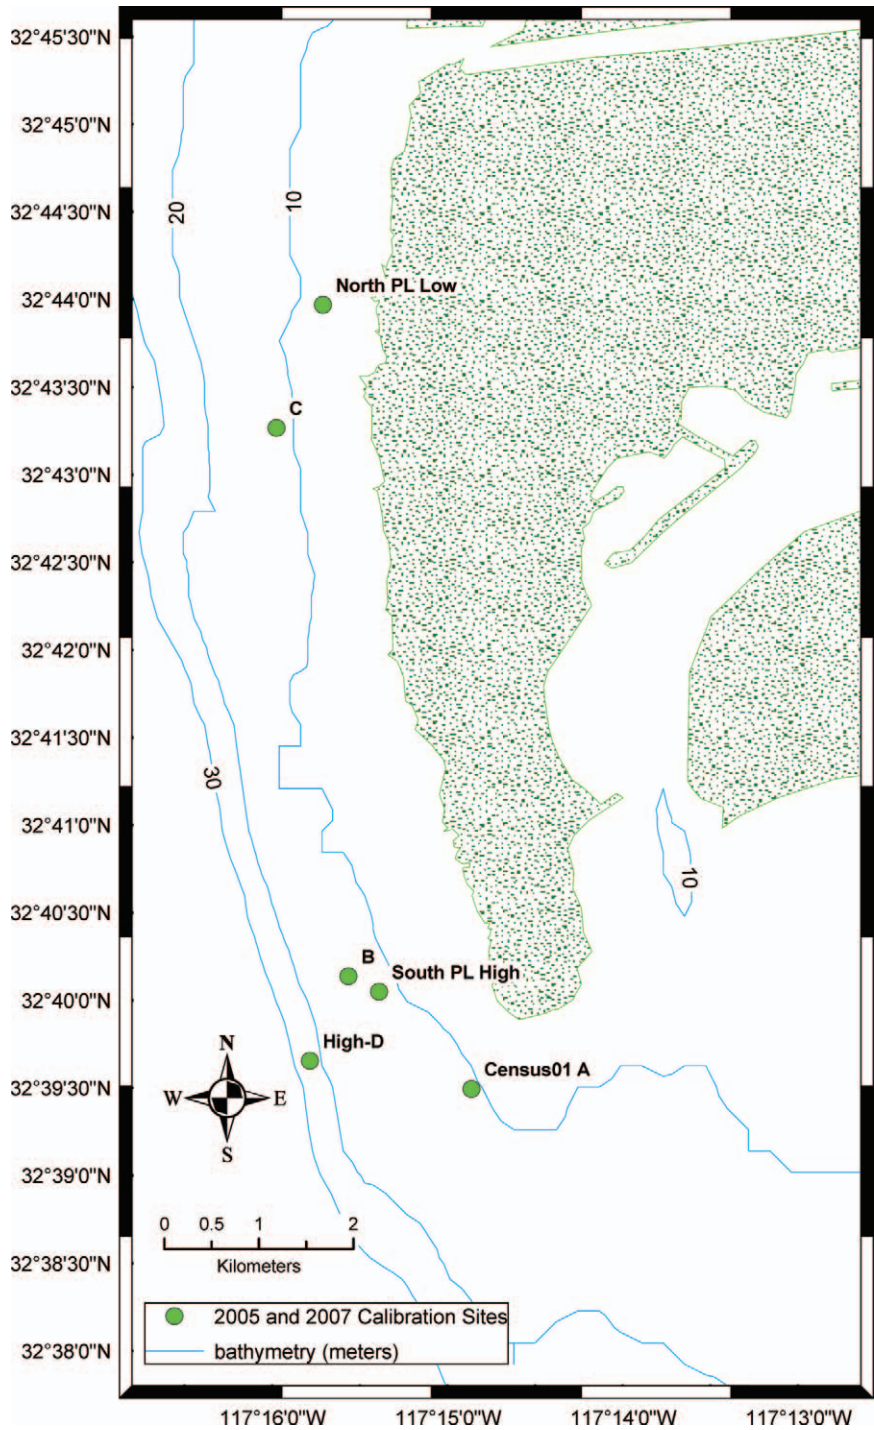 32°45'30"N
32°45'0"N
32°44'30"N
32°44'0"N
32°43'30"N
32°43'0"N
32°42'30"N
32°42'0"N
32°41'30"N
32°41'0"N
32°40'30"N
32°40'0"N
32°39'30"N
32°39'0"N
32°38'30"N
32°38'0"N
20
10
North PL Low
C
30
10
B
South PL High
High-D
Census01 A
N
W
E
S
0 0.5 1 2
Kilometers
2005 and 2007 Calibration Sites
bathymetry (meters)
117°16'0"W 117°15'0"W 117°14'0"W 117°13'0"W